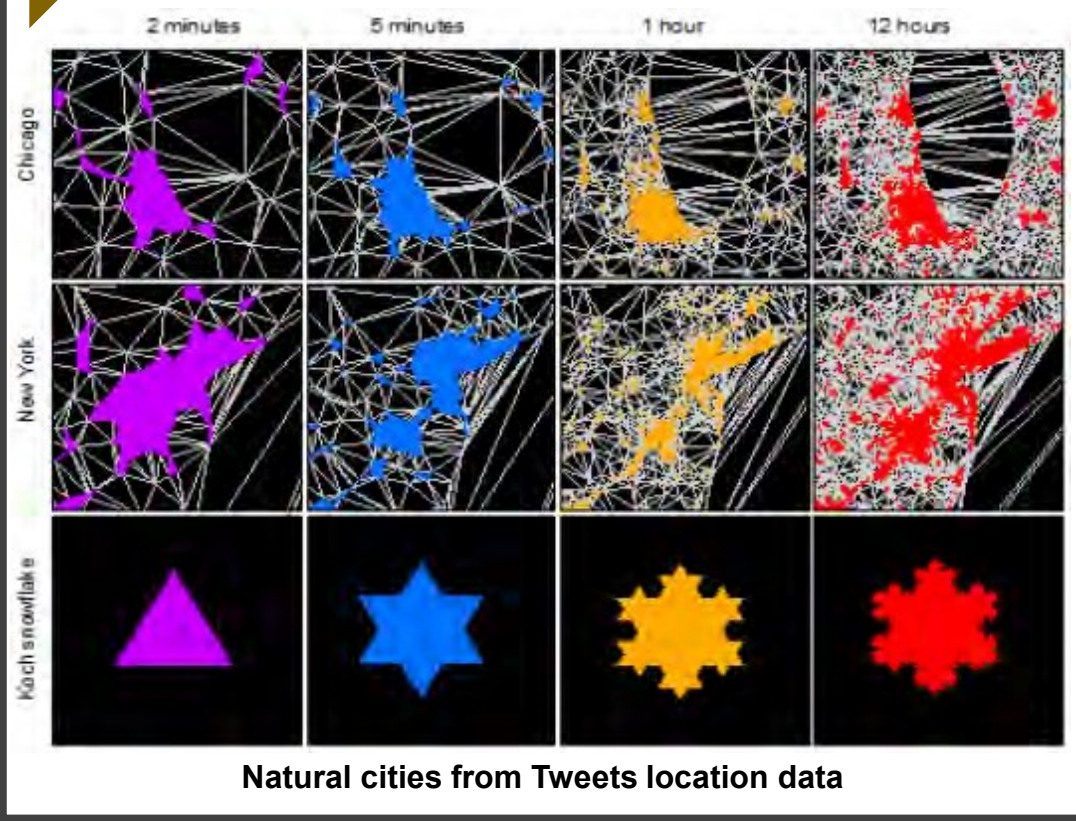 2 minutes 5 minutes 1 hour 12 hours
Chicago
New York
Koch snowflake
Natural cities from Tweets location data